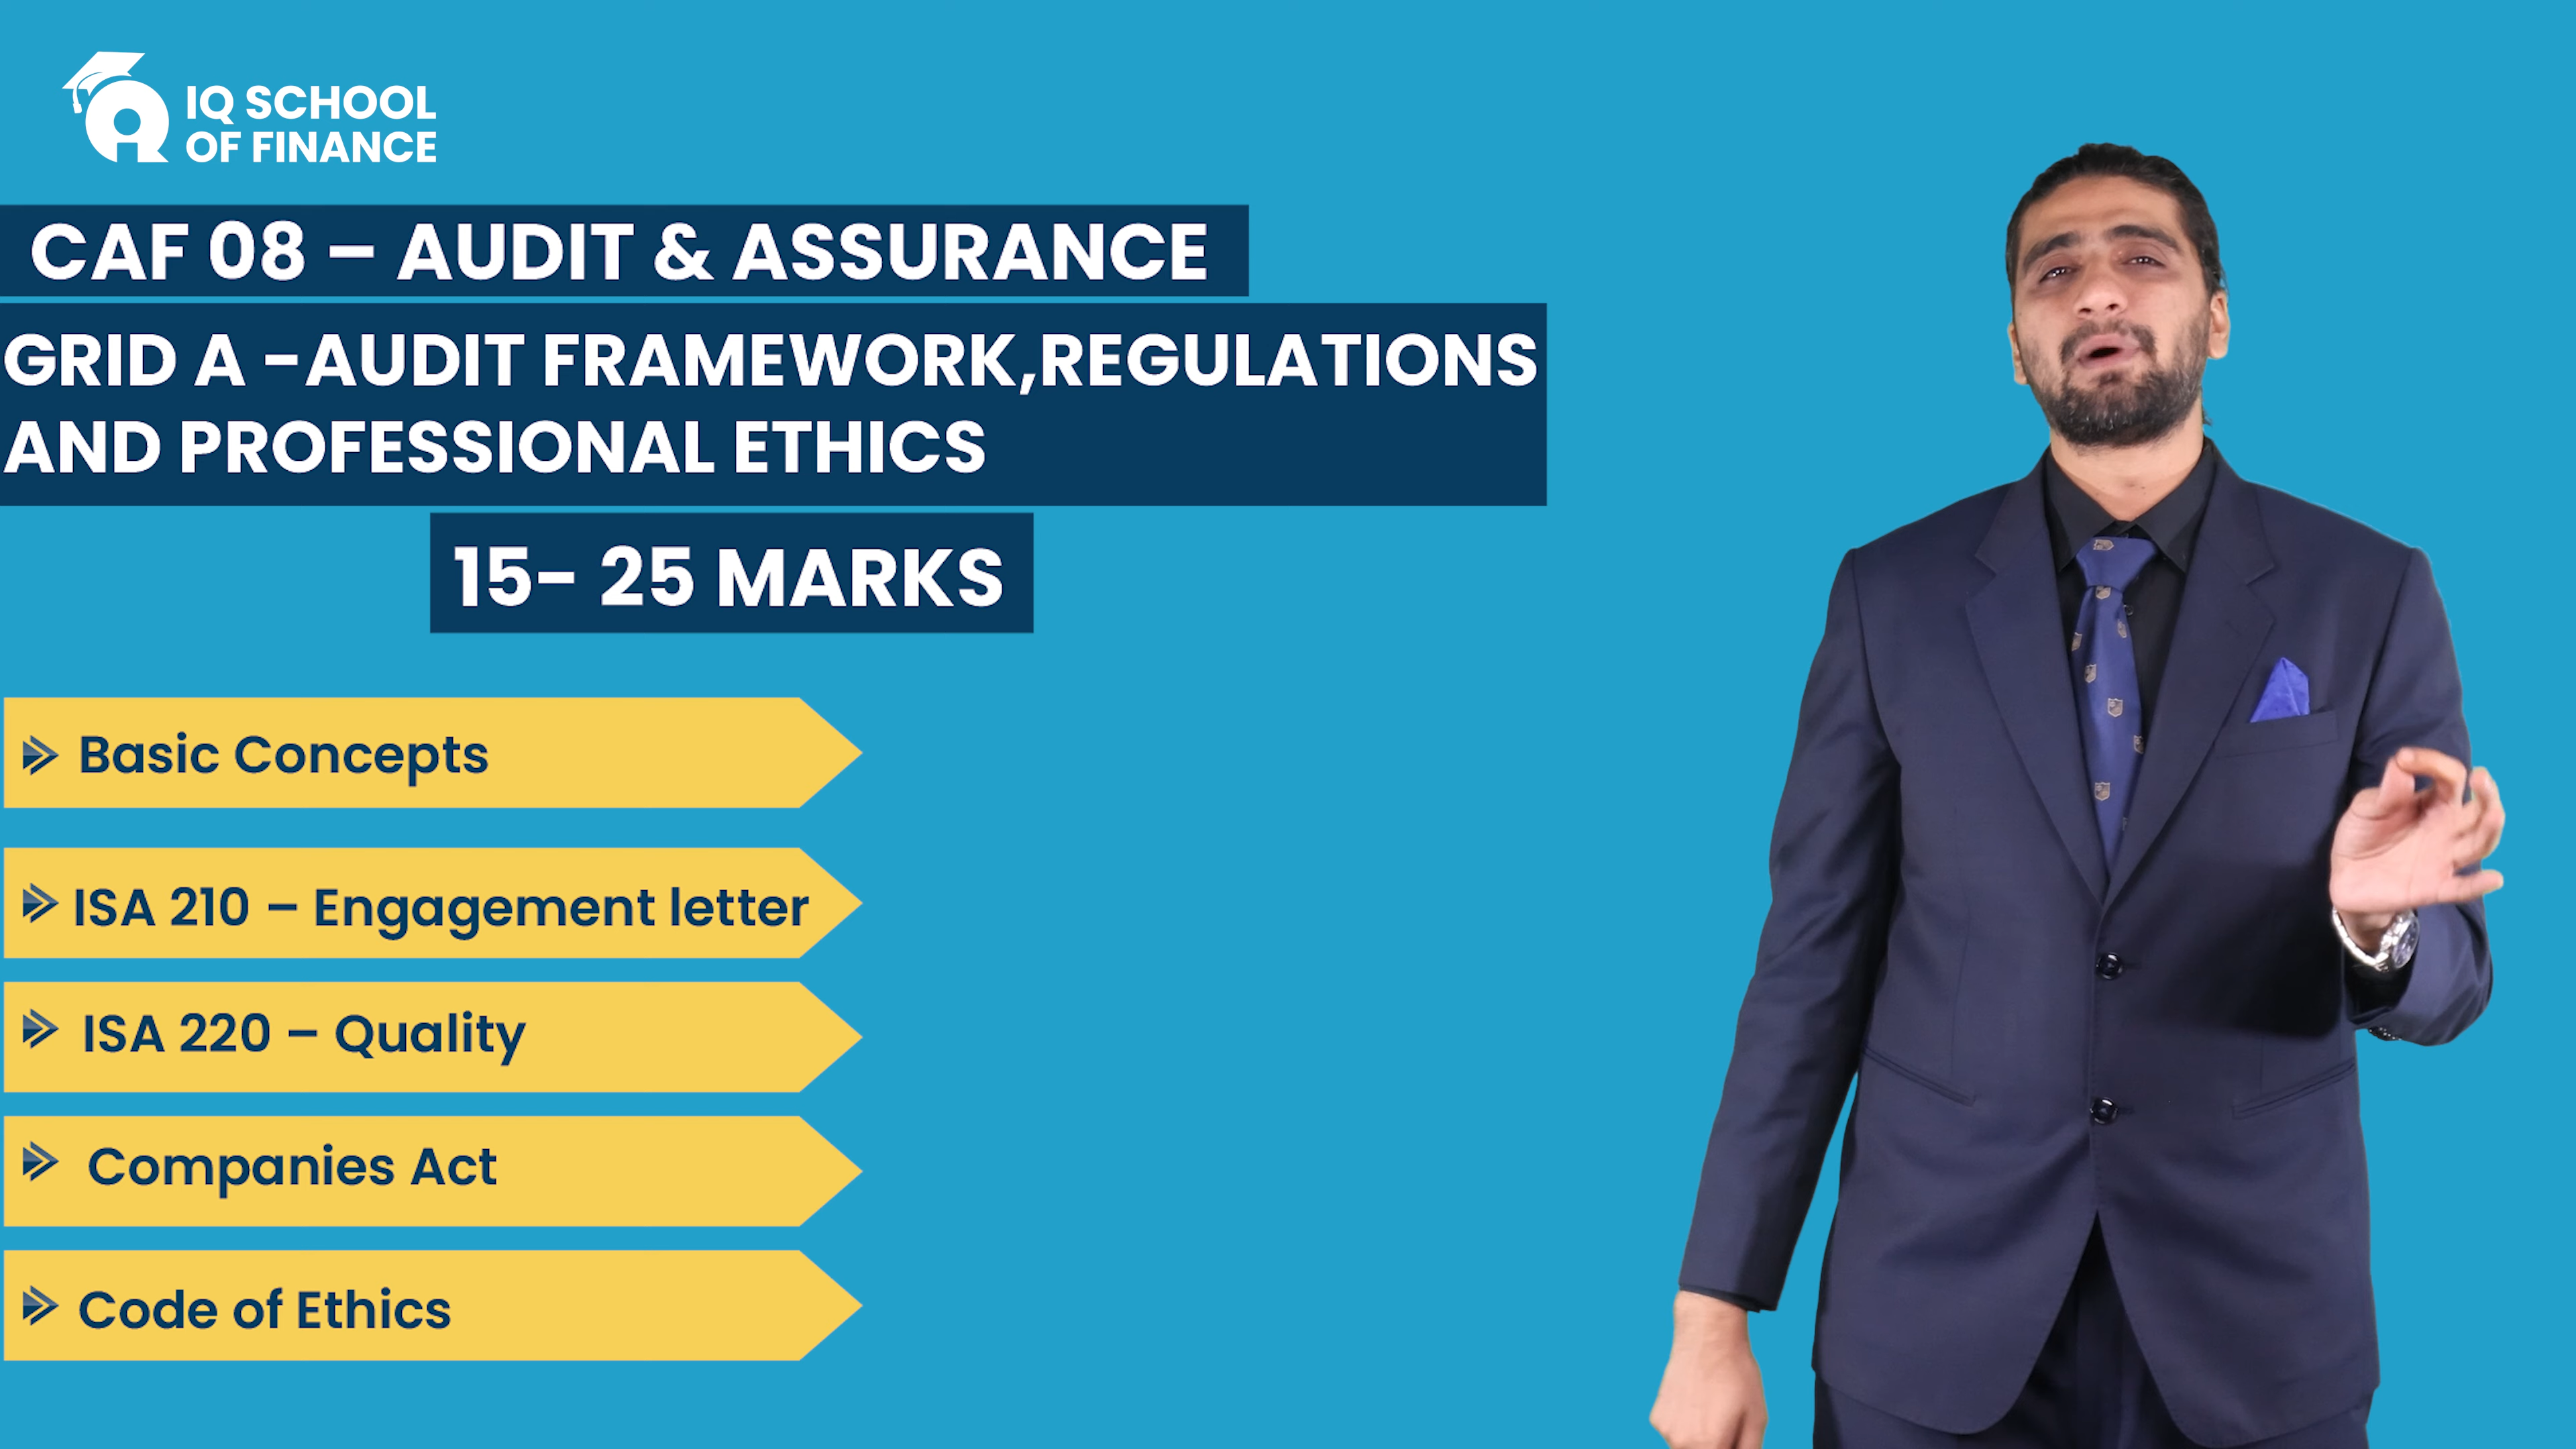 IQ SCHOOL
OF FINANCE
CAF 08 – AUDIT & ASSURANCE
GRID A –AUDIT FRAMEWORK,REGULATIONS
AND PROFESSIONAL ETHICS
15– 25 MARKS
Basic Concepts
ISA 210 – Engagement letter
ISA 220 – Quality
Companies Act
Code of Ethics